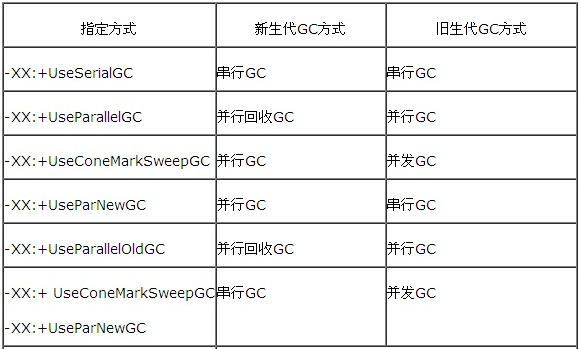 指定方式 新生代GC方式 旧生代GC方式
-XX:+UseSerialGC 串行GC 串行GC
-XX:+UseParallelGC 并行回收GC 并行GC
-XX:+UseConeMarkSweepGC 并行GC 并发GC
-XX:+UseParNewGC 并行GC 串行GC
-XX:+UseParallelOldGC 并行回收GC 并行GC
-XX:+ UseConeMarkSweepGC 串行GC 并发GC
-XX:+UseParNewGC